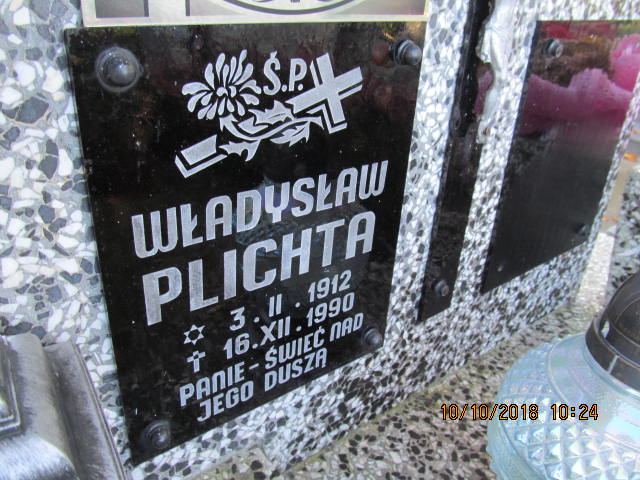 Ś.P.
WŁADYSŁAW
PLICHTA
3.II.1912
16.XII.1990
PANIE-ŚWIEĆ NAD
JEGO DUSZĄ
10/10/2018 10:24